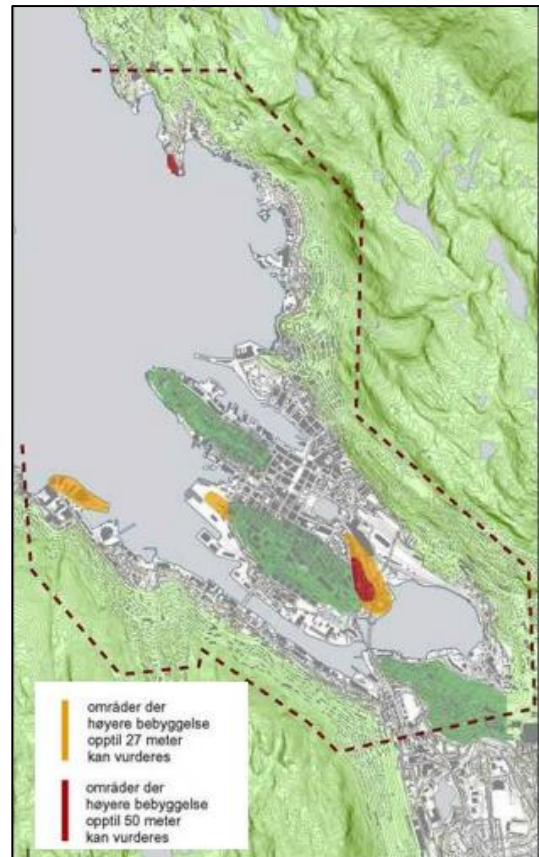 områder der
høyere bebyggelse
opptil 27 meter
kan vurderes
områder der
høyere bebyggelse
opptil 50 meter
kan vurderes